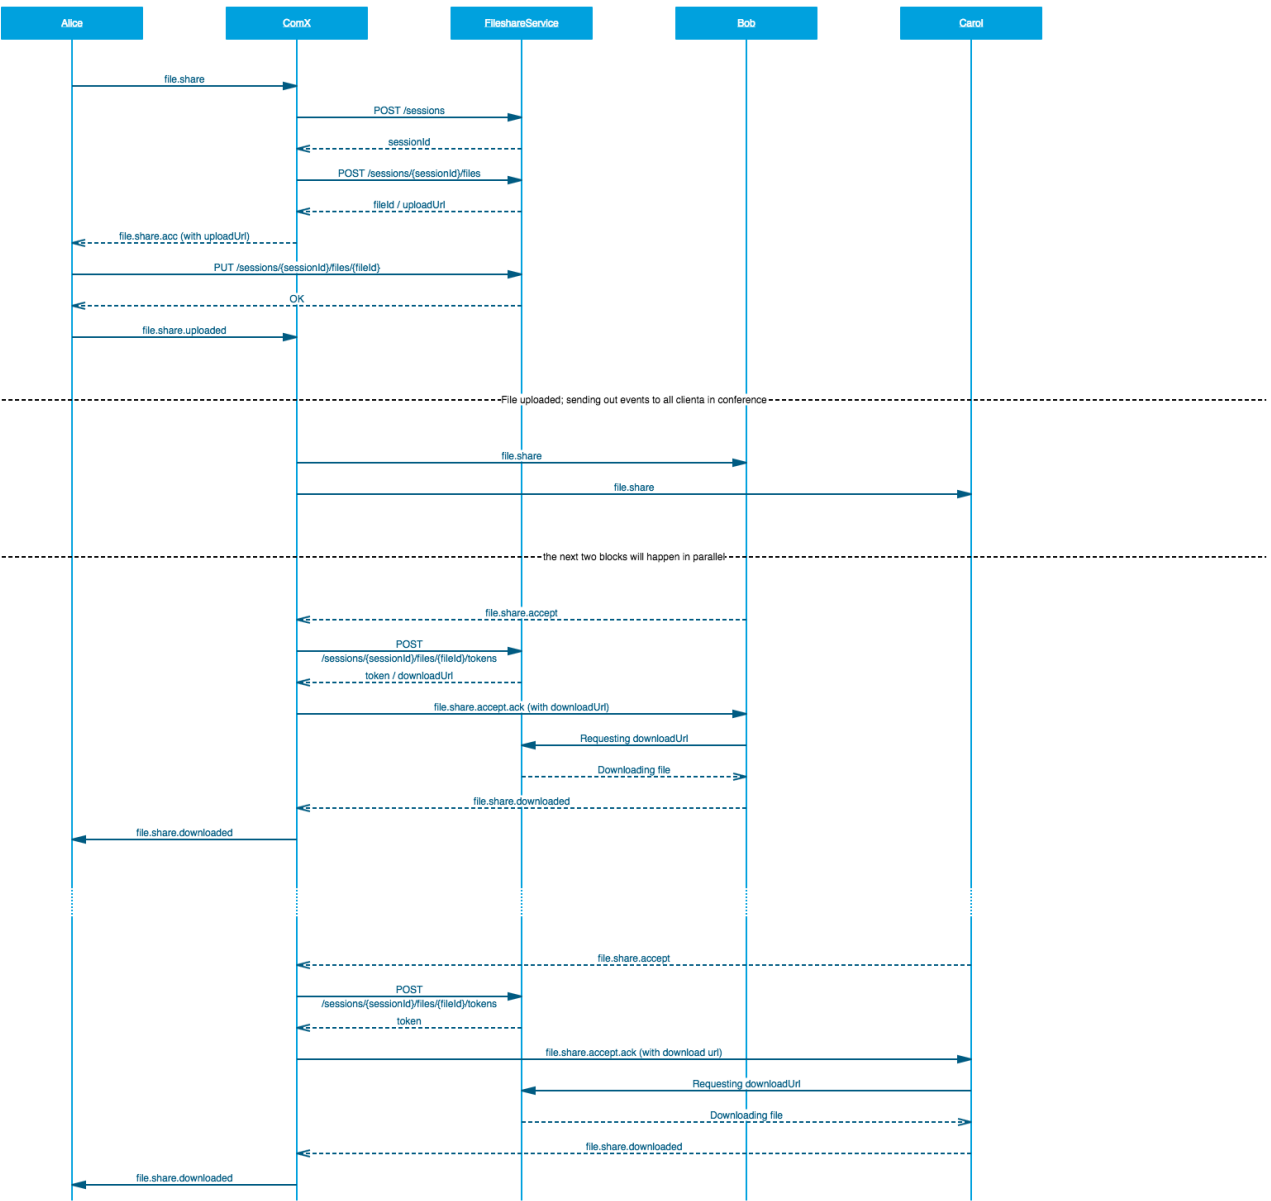 Alice
ComX
FileshareService
Bob
Carol
file.share
POST /sessions
sessionId
POST /sessions/{sessionId}/files
fileId / uploadUrl
file.share.acc (with uploadUrl)
PUT /sessions/{sessionId}/files/{fileId}
OK
file.share.uploaded
File uploaded; sending out events to all clienta in conference
file.share
file.share
the next two blocks will happen in parallel
file.share.accept
POST
/sessions/{sessionId}/files/{fileId}/tokens
token / downloadUrl
file.share.accept.ack (with downloadUrl)
Requesting downloadUrl
Downloading file
file.share.downloaded
file.share.downloaded
file.share.accept
POST
/sessions/{sessionId}/files/{fileId}/tokens
token
file.share.accept.ack (with download url)
Requesting downloadUrl
Downloading file
file.share.downloaded
file.share.downloaded